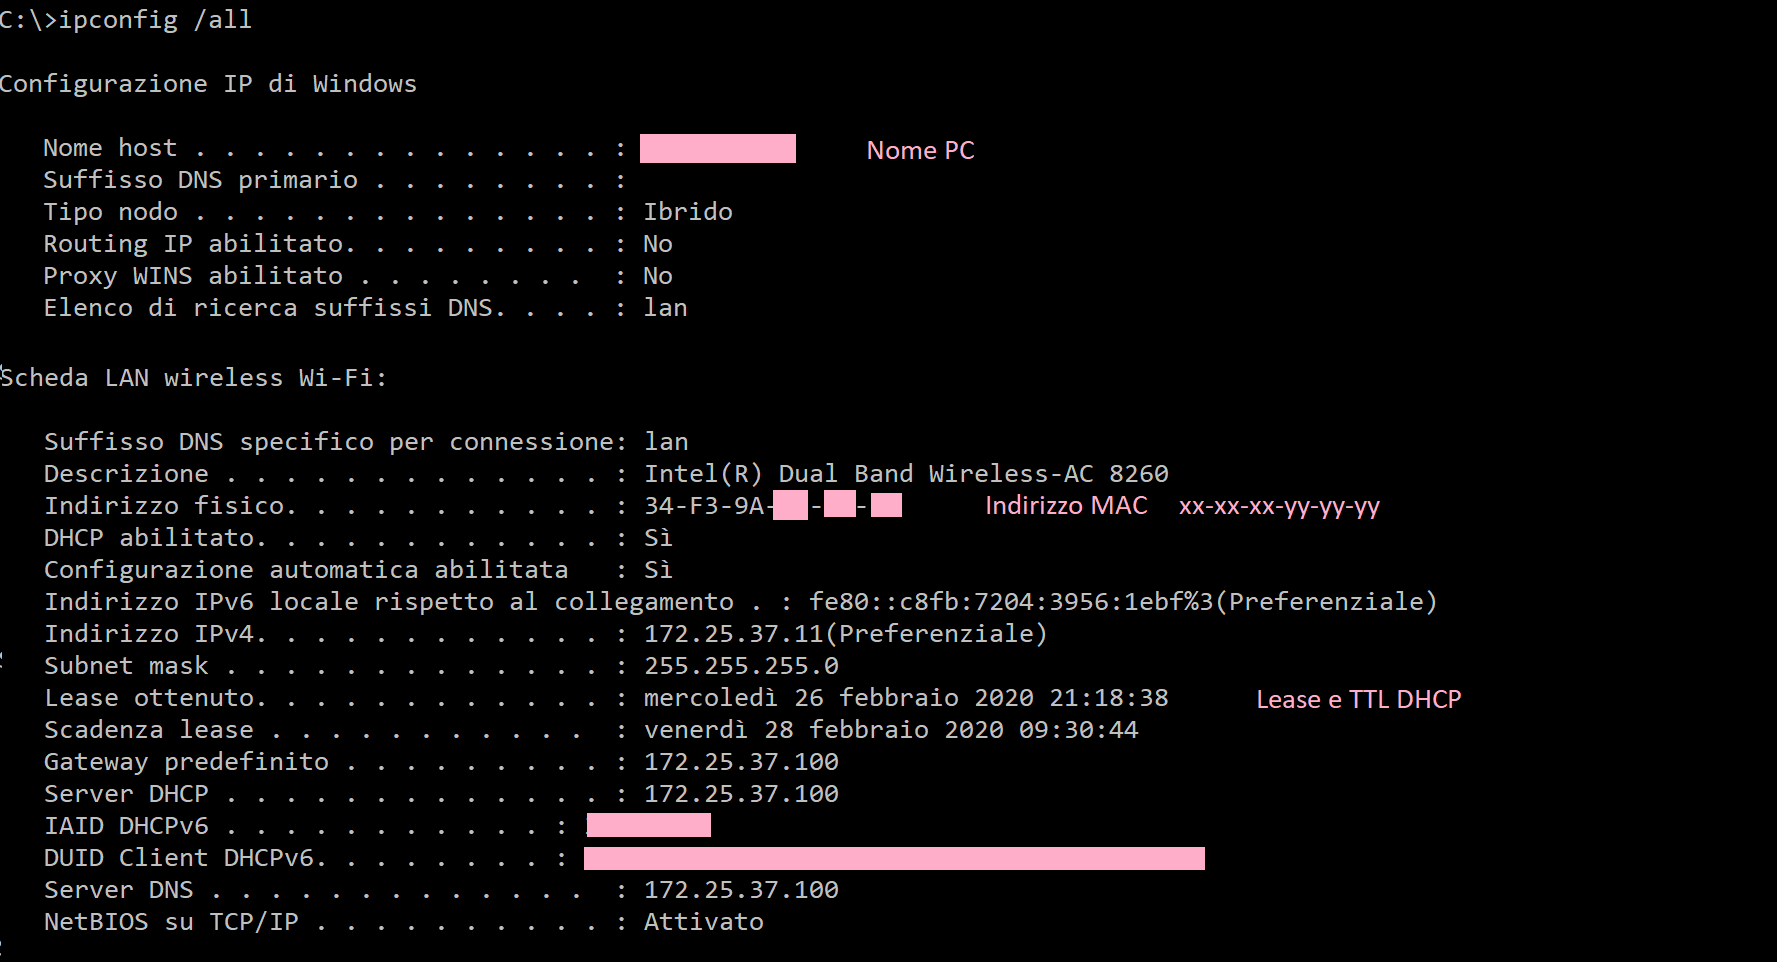 C:\>ipconfig /all
Configurazione IP di Windows
Nome host . . . . . . . . . . . . . . : Nome PC
Suffisso DNS primario . . . . . . . . :
Tipo nodo . . . . . . . . . . . . . . : Ibrido
Routing IP abilitato. . . . . . . . . : No
Proxy WINS abilitato . . . . . . . .  : No
Elenco di ricerca suffissi DNS. . . . : lan
Scheda LAN wireless Wi-Fi:
Suffisso DNS specifico per connessione: lan
Descrizione . . . . . . . . . . . . . : Intel(R) Dual Band Wireless-AC 8260
Indirizzo fisico. . . . . . . . . . . : 34-F3-9A- - - Indirizzo MAC xx-xx-xx-yy-yy-yy
DHCP abilitato. . . . . . . . . . . . : Sì
Configurazione automatica abilitata   : Sì
Indirizzo IPv6 locale rispetto al collegamento . : fe80::c8fb:7204:3956:1ebf%3(Preferenziale)
Indirizzo IPv4. . . . . . . . . . . . : 172.25.37.11(Preferenziale)
Subnet mask . . . . . . . . . . . . . : 255.255.255.0
Lease ottenuto. . . . . . . . . . . . : mercoledì 26 febbraio 2020 21:18:38 Lease e TTL DHCP
Scadenza lease . . . . . . . . . . .  : venerdì 28 febbraio 2020 09:30:44
Gateway predefinito . . . . . . . . . : 172.25.37.100
Server DHCP . . . . . . . . . . . . . : 172.25.37.100
IAID DHCPv6 . . . . . . . . . . . :
DUID Client DHCPv6. . . . . . . . :
Server DNS . . . . . . . . . . . . .  : 172.25.37.100
NetBIOS su TCP/IP . . . . . . . . . . : Attivato